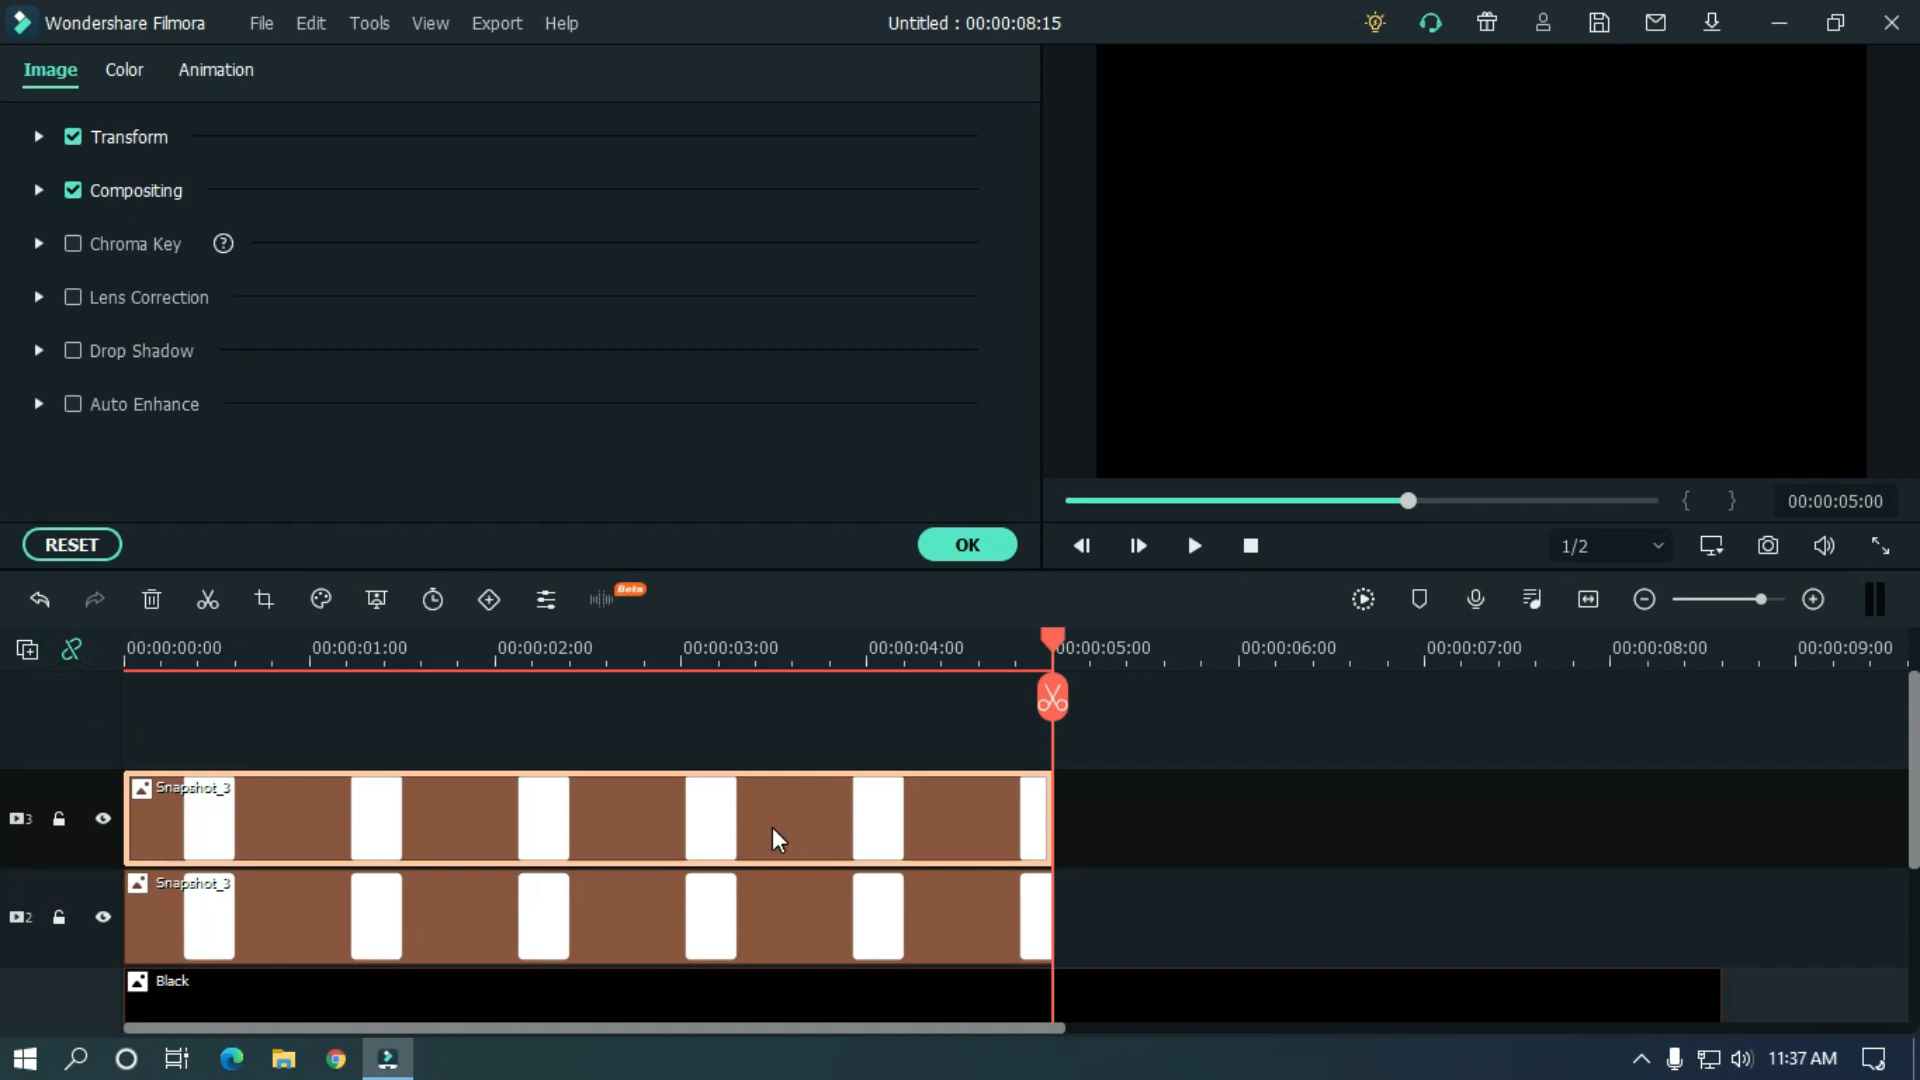 Wondershare Filmora File Edit Tools View Export Help Untitled : 00:00:08:15
Image Color Animation
Transform
Compositing
Chroma Key ?
Lens Correction
Drop Shadow
Auto Enhance
{ } 00:00:05:00
RESET OK
1/2
Beta
00:00:00:00 00:00:01:00 00:00:02:00 00:00:03:00 00:00:04:00 00:00:05:00 00:00:06:00 00:00:07:00 00:00:08:00 00:00:09:00
Snapshot_3
3
Snapshot_3
2
Black
11:37 AM